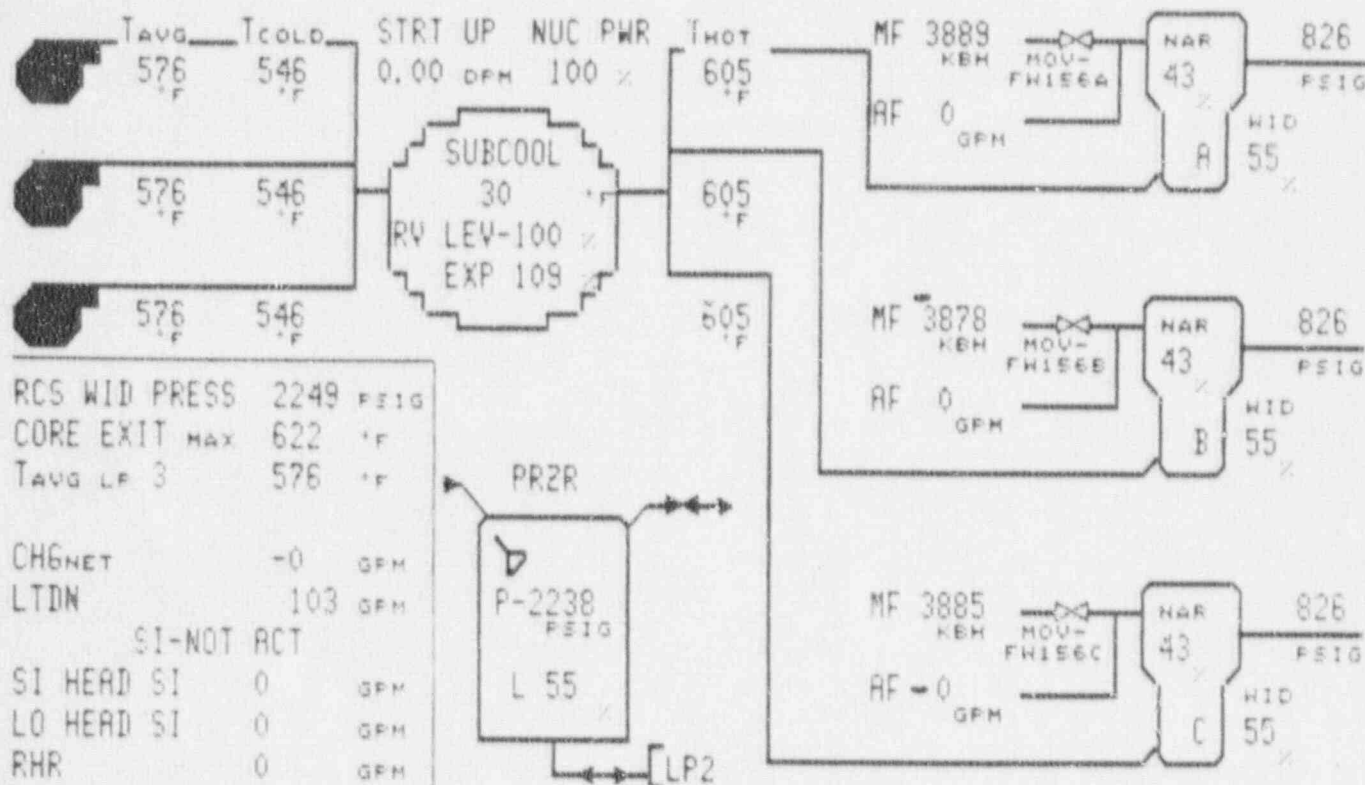 TAVG TCOLD STRT UP NUC PWR THOT
576 °F 546 °F 0.00 DPM 100 % 605 °F
MF 3889 KBH
MOV-FW156A
AF 0 GPM
NAR 43 %
A
826 PSIG
WID 55 %
576 °F 546 °F
SUBCOOL
30 °F
RV LEV-100 %
EXP 109 %
605 °F
576 °F 546 °F
605 °F
MF 3878 KBH
MOV-FW156B
AF 0 GPM
NAR 43 %
B
826 PSIG
WID 55 %
RCS WID PRESS 2249 PSIG
CORE EXIT MAX 622 °F
TAVG LP 3 576 °F
CHGNET -0 GPM
LTDN 103 GPM
SI-NOT ACT
SI HEAD SI 0 GPM
LO HEAD SI 0 GPM
RHR 0 GPM
PRZR
P-2238 PSIG
L 55 %
LP2
MF 3885 KBH
MOV-FW156C
AF 0 GPM
NAR 43 %
C
826 PSIG
WID 55 %